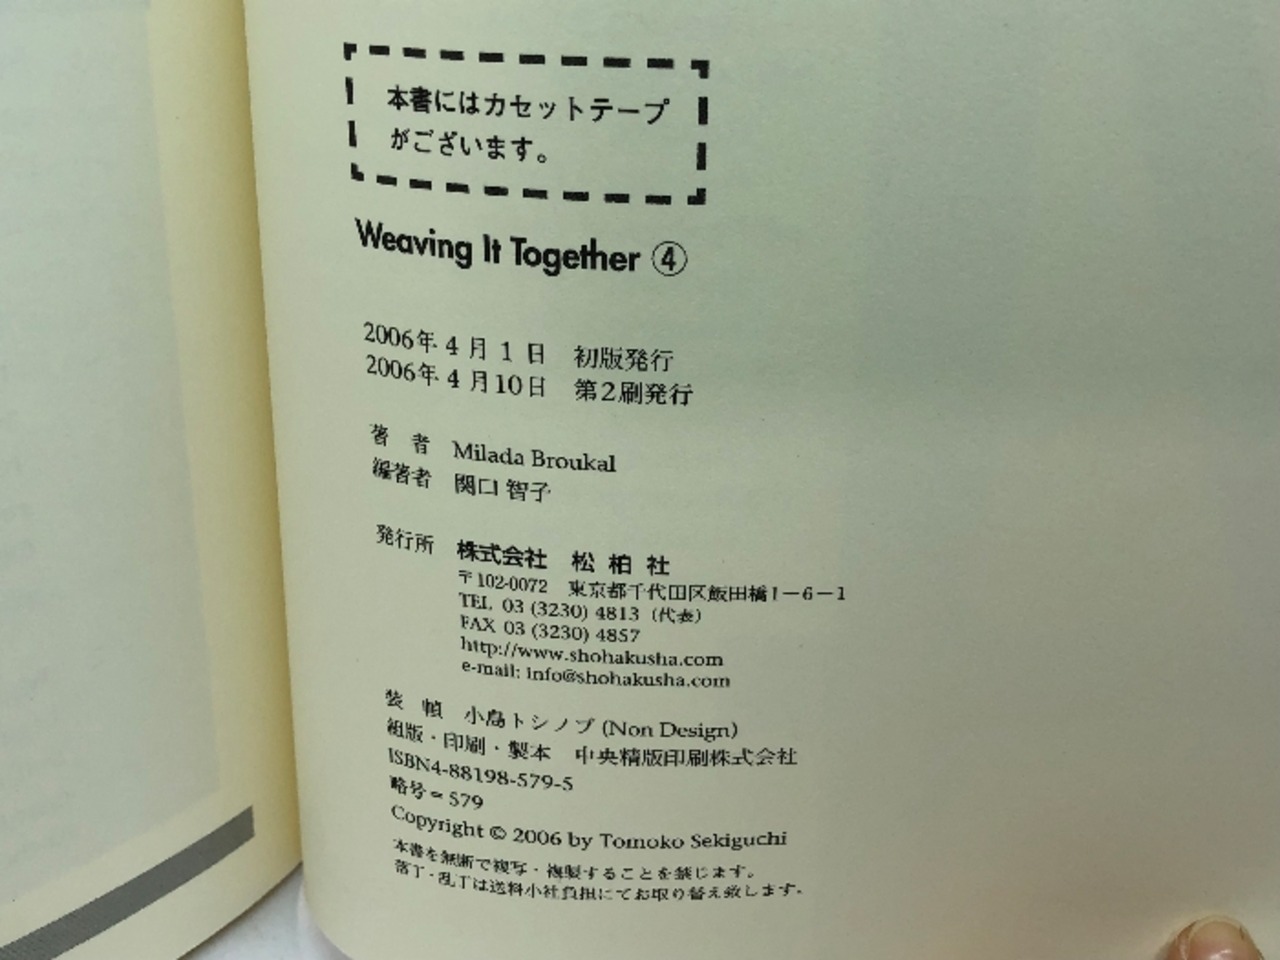 本書にはカセットテープ
がございます。
Weaving It Together ④
2006年 4 月 1 日　初版発行
2006年 4 月10日　第2刷発行
著　者　Milada Broukal
編著者　関口 智子
発行所　株式会社　松 柏 社
〒102-0072　東京都千代田区飯田橋1－6－1
TEL 03 (3230) 4813（代表）
FAX 03 (3230) 4857
http://www.shohakusha.com
e-mail: info@shohakusha.com
装　幀　小島トシノブ (Non Design)
組版・印刷・製本　中央精版印刷株式会社
ISBN4-88198-579-5
略号＝579
Copyright © 2006 by Tomoko Sekiguchi
本書を無断で複写・複製することを禁じます。
落丁・乱丁は送料小社負担にてお取り替え致します。